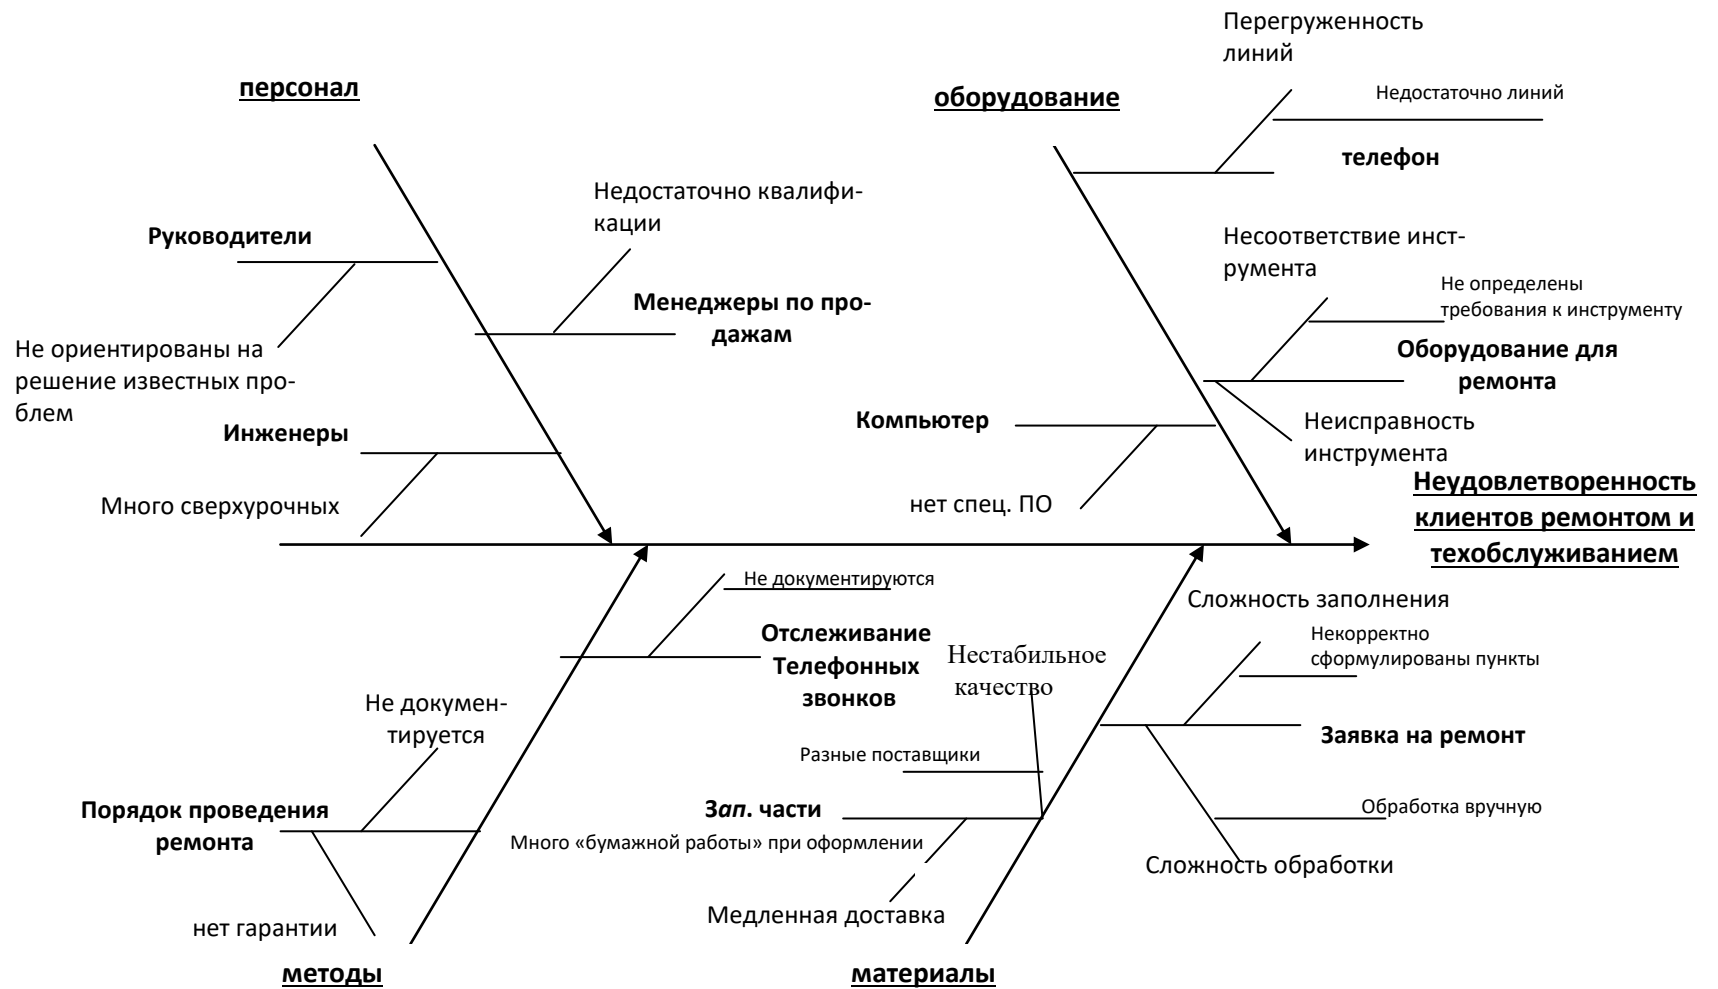 Перегруженность
линий
персонал
оборудование
Недостаточно линий
телефон
Недостаточно квалифи-
кации
Руководители
Несоответствие инст-
румента
Не определены
требования к инструменту
Менеджеры по про-
дажам
Не ориентированы на
решение известных про-
блем
Оборудование для
ремонта
Инженеры
Компьютер
Неисправность
инструмента
Много сверхурочных
нет спец. ПО
Неудовлетворенность
клиентов ремонтом и
техобслуживанием
Не документируются
Сложность заполнения
Отслеживание
Телефонных
звонков
Нестабильное
качество
Некорректно
сформулированы пункты
Не докумен-
тируется
Заявка на ремонт
Разные поставщики
Порядок проведения
ремонта
Зап. части
Обработка вручную
Много «бумажной работы» при оформлении
Сложность обработки
Медленная доставка
нет гарантии
методы
материалы